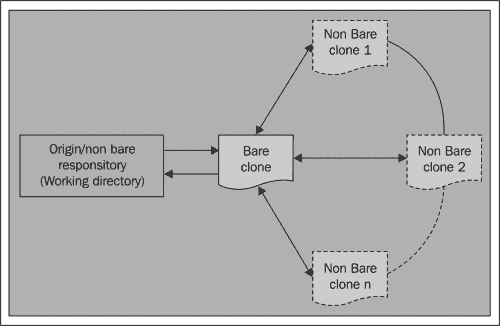 Non Bare
clone 1
Origin/non bare
responsitory
(Working directory)
Bare
clone
Non Bare
clone 2
Non Bare
clone n